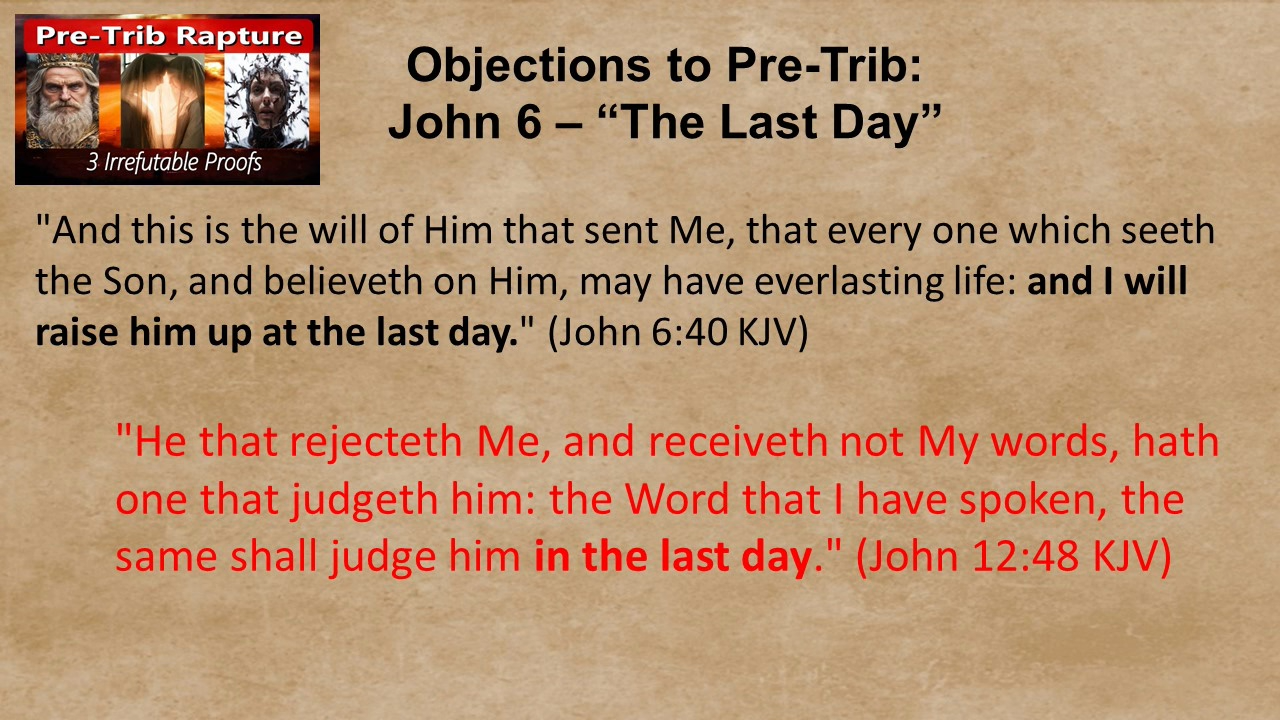 Pre-Trib Rapture
3 Irrefutable Proofs
Objections to Pre-Trib:
John 6 – “The Last Day”
"And this is the will of Him that sent Me, that every one which seeth
the Son, and believeth on Him, may have everlasting life: and I will
raise him up at the last day." (John 6:40 KJV)
"He that rejecteth Me, and receiveth not My words, hath
one that judgeth him: the Word that I have spoken, the
same shall judge him in the last day." (John 12:48 KJV)